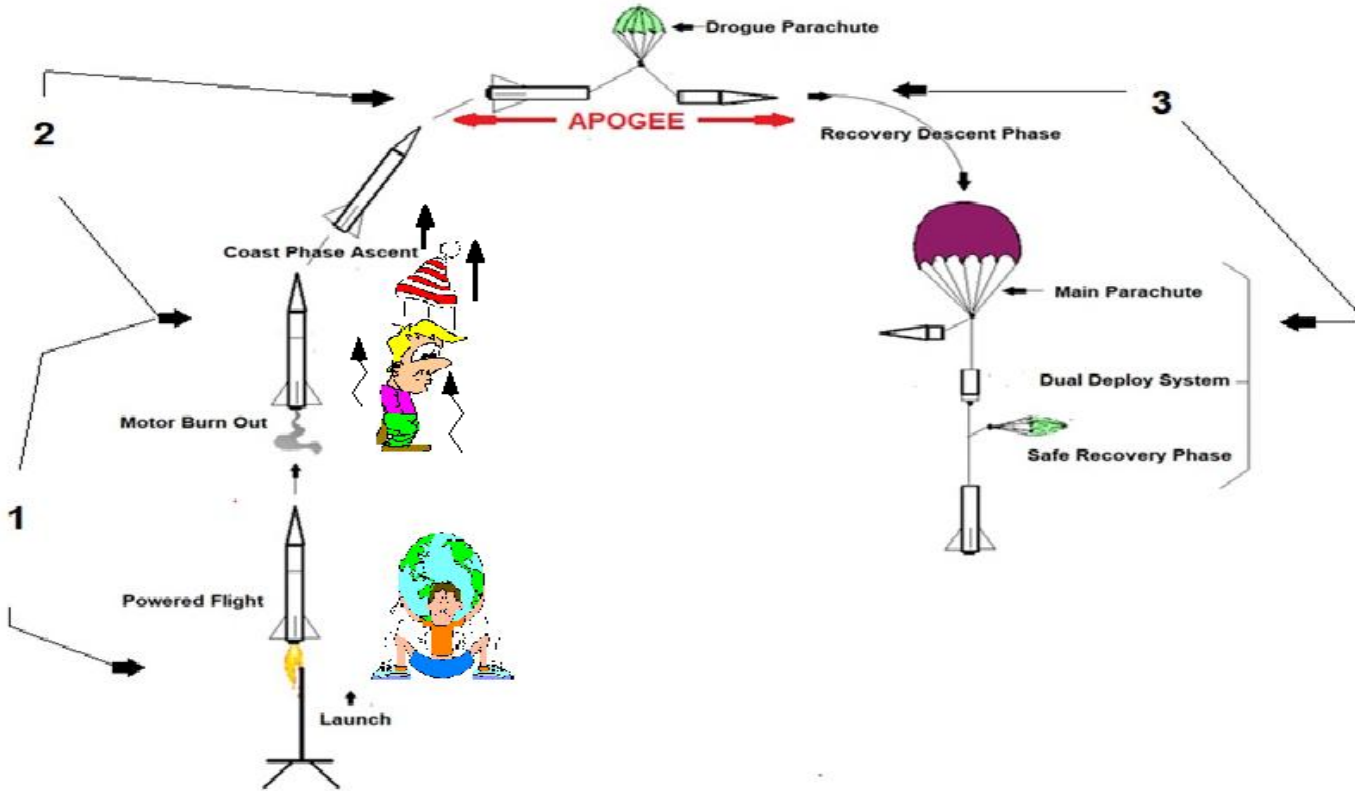 Drogue Parachute
2
APOGEE
3
Recovery Descent Phase
Coast Phase Ascent
Main Parachute
Dual Deploy System
Motor Burn Out
Safe Recovery Phase
1
Powered Flight
Launch